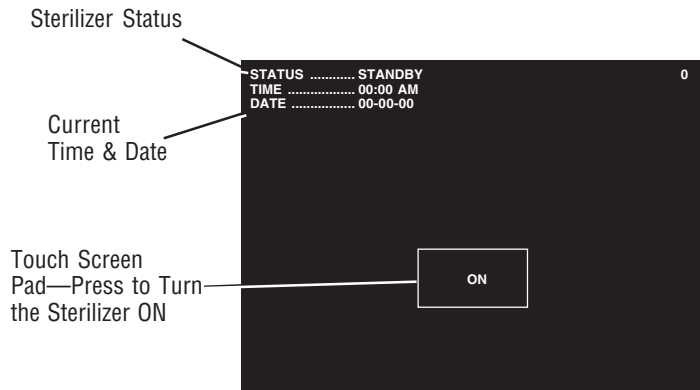 Sterilizer Status
STATUS ............ STANDBY
0
TIME .................. 00:00 AM
DATE ................. 00-00-00
Current
Time & Date
Touch Screen
Pad—Press to Turn
the Sterilizer ON
ON